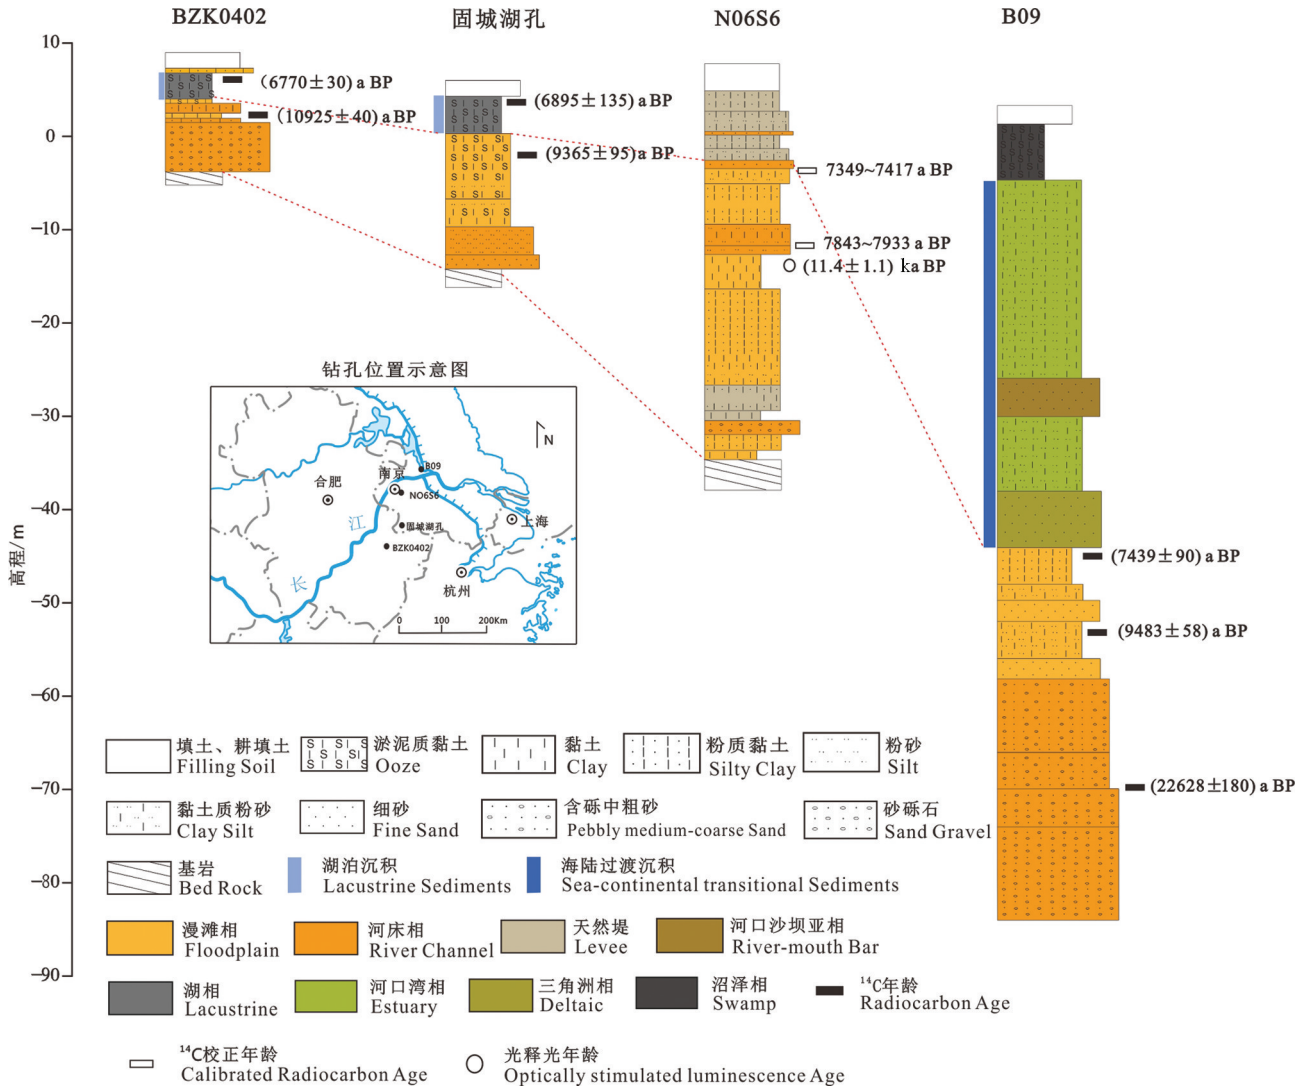 BZK0402
固城湖孔
N06S6
B09
10
0
−10
−20
−30
−40
−50
−60
−70
−80
−90
高程/m
(6770±30) a BP
(10925±40) a BP
(6895±135) a BP
(9365±95) a BP
7349~7417 a BP
7843~7933 a BP
(11.4±1.1) ka BP
(7439±90) a BP
(9483±58) a BP
(22628±180) a BP
钻孔位置示意图
N
B09
南京
NO6S6
合肥
江
固城湖孔
上海
BZK0402
长
杭州
0 100 200Km
填土、耕填土
Filling Soil
淤泥质黏土
Ooze
黏土
Clay
粉质黏土
Silty Clay
粉砂
Silt
黏土质粉砂
Clay Silt
细砂
Fine Sand
含砾中粗砂
Pebbly medium-coarse Sand
砂砾石
Sand Gravel
基岩
Bed Rock
湖泊沉积
Lacustrine Sediments
海陆过渡沉积
Sea-continental transitional Sediments
漫滩相
Floodplain
河床相
River Channel
天然堤
Levee
河口沙坝亚相
River-mouth Bar
湖相
Lacustrine
河口湾相
Estuary
三角洲相
Deltaic
沼泽相
Swamp
¹⁴C年龄
Radiocarbon Age
¹⁴C校正年龄
Calibrated Radiocarbon Age
光释光年龄
Optically stimulated luminescence Age